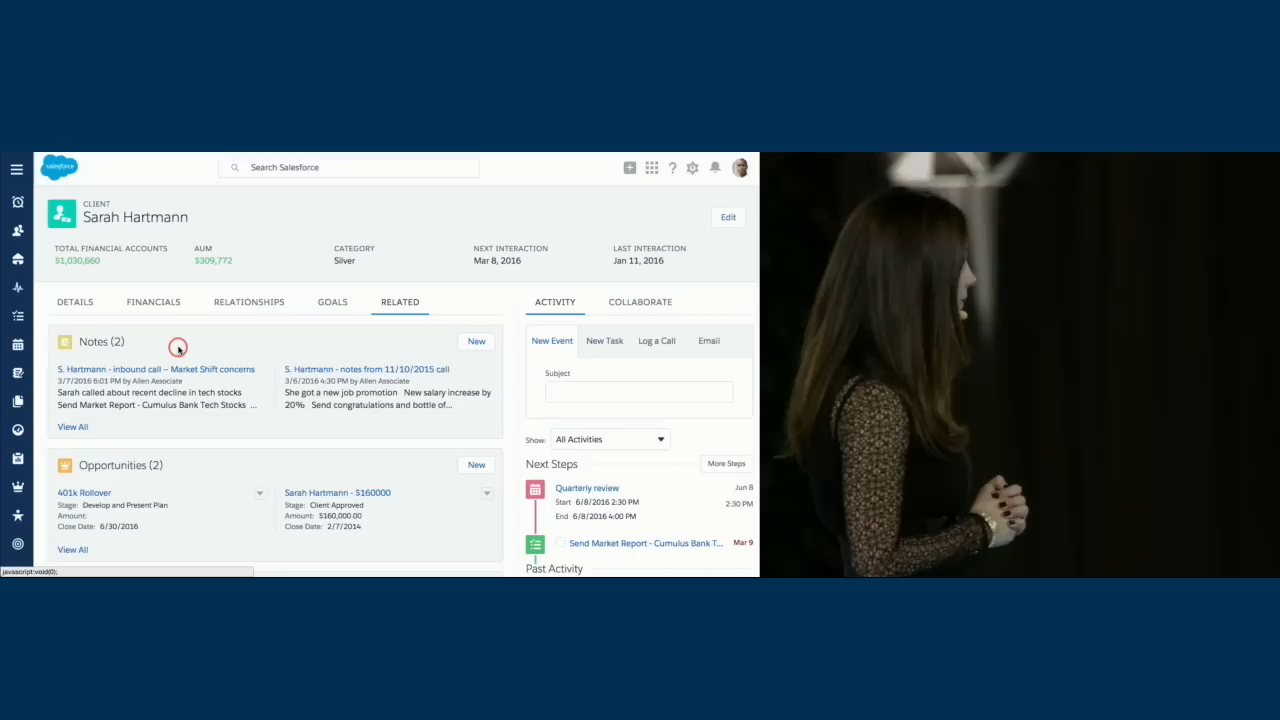 salesforce
Search Salesforce
CLIENT
Sarah Hartmann
Edit
TOTAL FINANCIAL ACCOUNTS
$1,030,660
AUM
$309,772
CATEGORY
Silver
NEXT INTERACTION
Mar 8, 2016
LAST INTERACTION
Jan 11, 2016
DETAILS FINANCIALS RELATIONSHIPS GOALS RELATED
Notes (2)
New
S. Hartmann - inbound call -- Market Shift concerns
3/7/2016 6:01 PM by Allen Associate
Sarah called about recent decline in tech stocks
Send Market Report - Cumulus Bank Tech Stocks ...
S. Hartmann - notes from 11/10/2015 call
3/6/2016 4:30 PM by Allen Associate
She got a new job promotion New salary increase by
20% Send congratulations and bottle of...
View All
Opportunities (2)
New
401k Rollover
Stage: Develop and Present Plan
Amount:
Close Date: 6/30/2016
Sarah Hartmann - $160000
Stage: Client Approved
Amount: $160,000.00
Close Date: 2/7/2014
View All
javascript:void(0);
ACTIVITY COLLABORATE
New Event New Task Log a Call Email
Subject
Show: All Activities
Next Steps
More Steps
Quarterly review
Jun 8
Start 6/8/2016 2:30 PM
2:30 PM
End 6/8/2016 4:00 PM
Send Market Report - Cumulus Bank T...
Mar 9
Past Activity